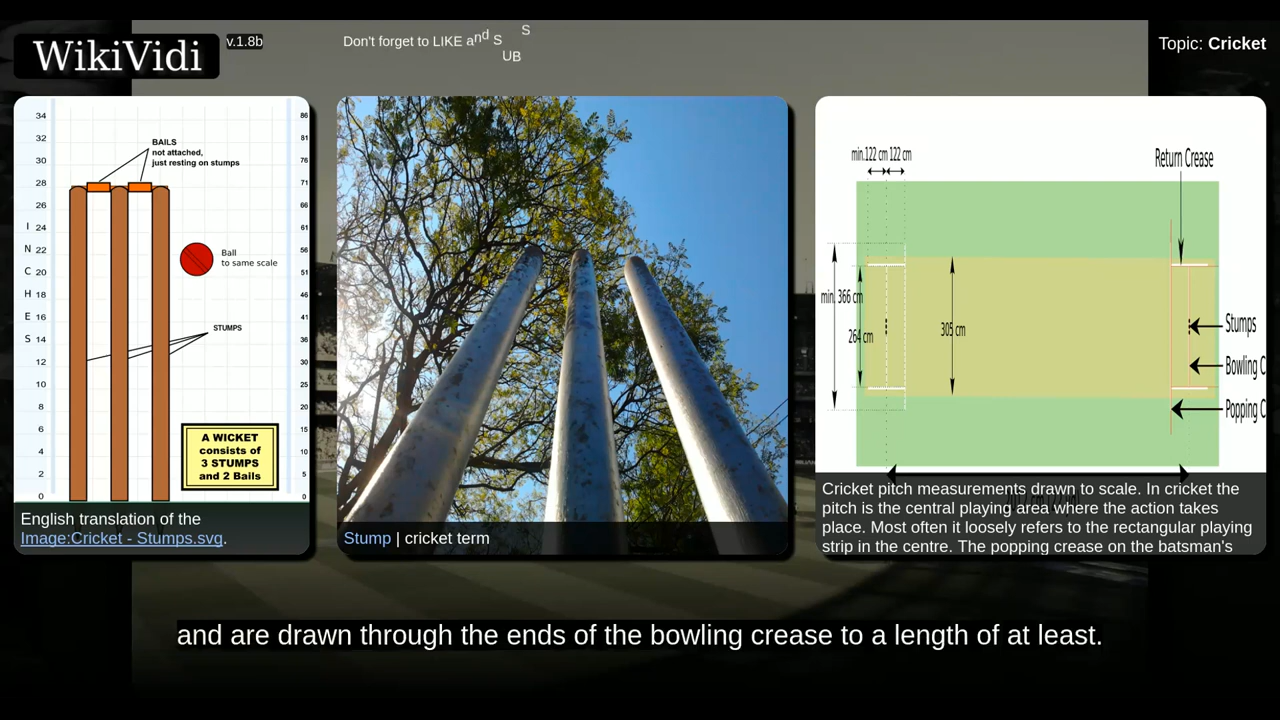 WikiVidi
v.1.8b
Don't forget to LIKE and S
UB
S
Topic: Cricket
34
32
30
28
26
24
22
20
18
16
14
12
10
8
6
4
2
0
I
N
C
H
E
S
BAILS
not attached,
just resting on stumps
Ball
to same scale
STUMPS
A WICKET
consists of
3 STUMPS
and 2 Bails
86
81
76
71
66
61
56
51
46
41
36
30
25
20
15
10
5
0
English translation of the
Image:Cricket - Stumps.svg.
Stump | cricket term
min.122 cm 122 cm
Return Crease
min. 366 cm
264 cm
305 cm
Stumps
Bowling C
Popping C
Cricket pitch measurements drawn to scale. In cricket the
pitch is the central playing area where the action takes
place. Most often it loosely refers to the rectangular playing
strip in the centre. The popping crease on the batsman's
and are drawn through the ends of the bowling crease to a length of at least.